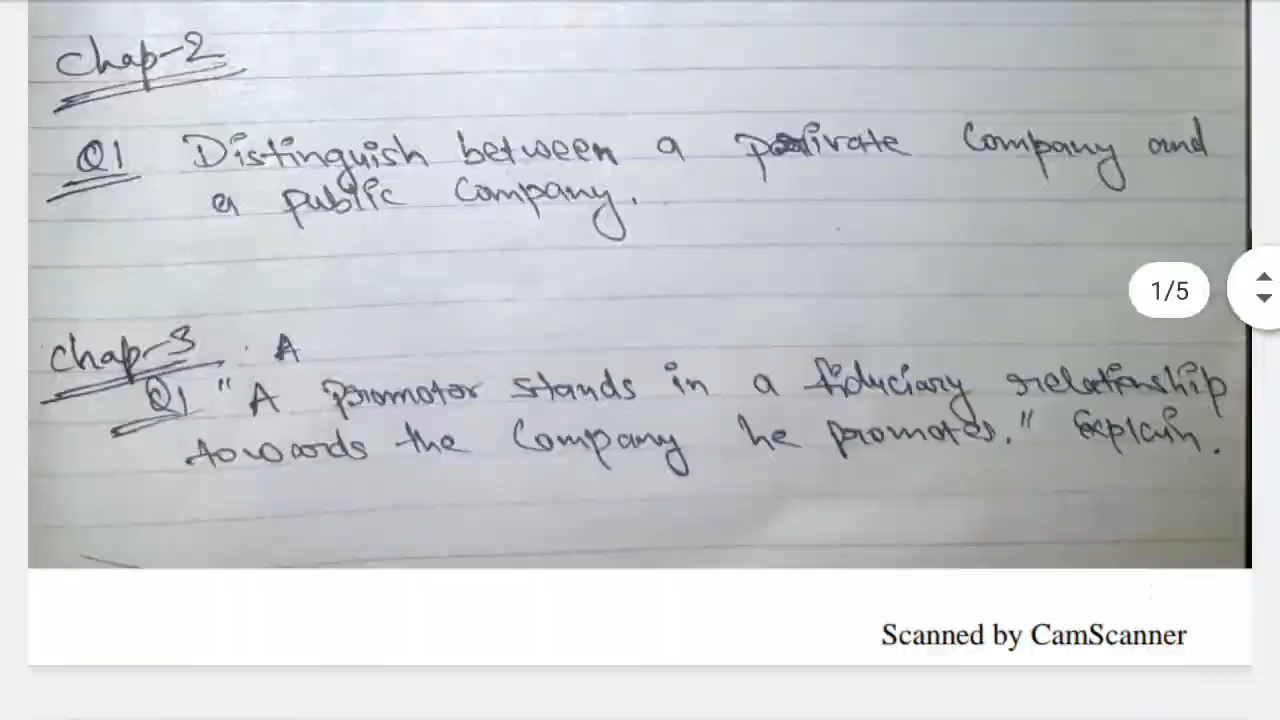 Chap-2
Q1 Distinguish between a private Company and
a public Company.
1/5
Chap-3 A
Q1 "A promotor stands in a fiduciary relationship
towards the Company he promotes." Explain.
Scanned by CamScanner